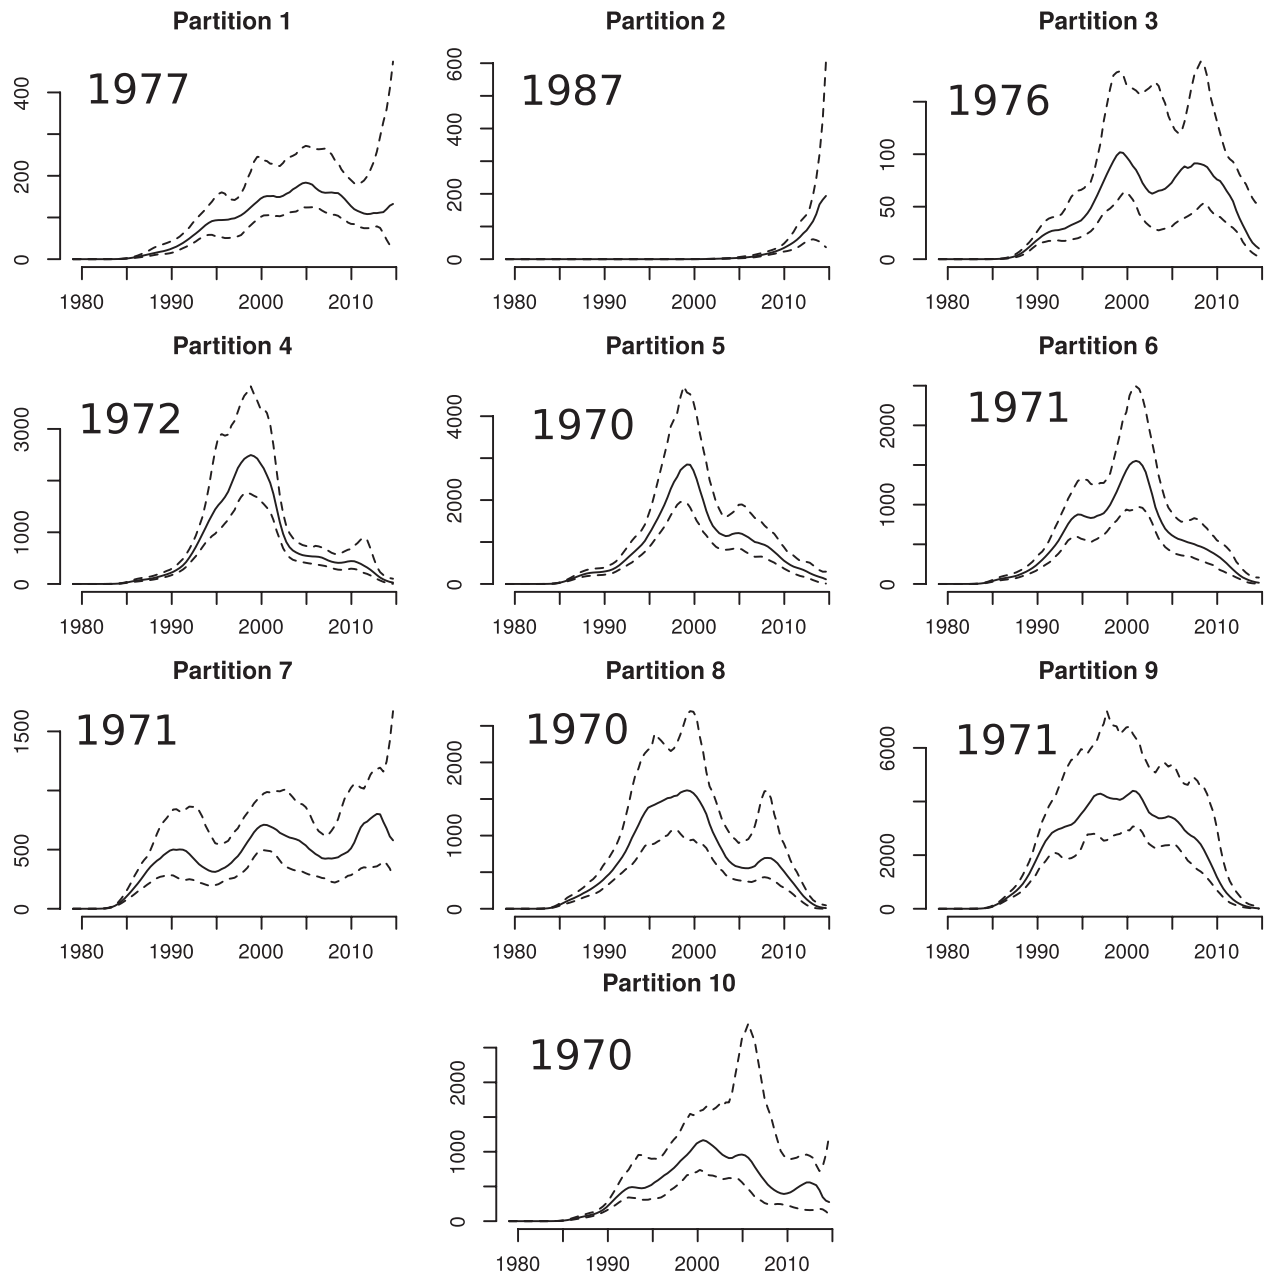 Partition 1
1977
0 200 400
1980 1990 2000 2010
Partition 2
1987
0 200 400 600
1980 1990 2000 2010
Partition 3
1976
0 50 100
1980 1990 2000 2010
Partition 4
1972
0 1000 3000
1980 1990 2000 2010
Partition 5
1970
0 2000 4000
1980 1990 2000 2010
Partition 6
1971
0 1000 2000
1980 1990 2000 2010
Partition 7
1971
0 500 1500
1980 1990 2000 2010
Partition 8
1970
0 1000 2000
1980 1990 2000 2010
Partition 9
1971
0 2000 6000
1980 1990 2000 2010
Partition 10
1970
0 1000 2000
1980 1990 2000 2010